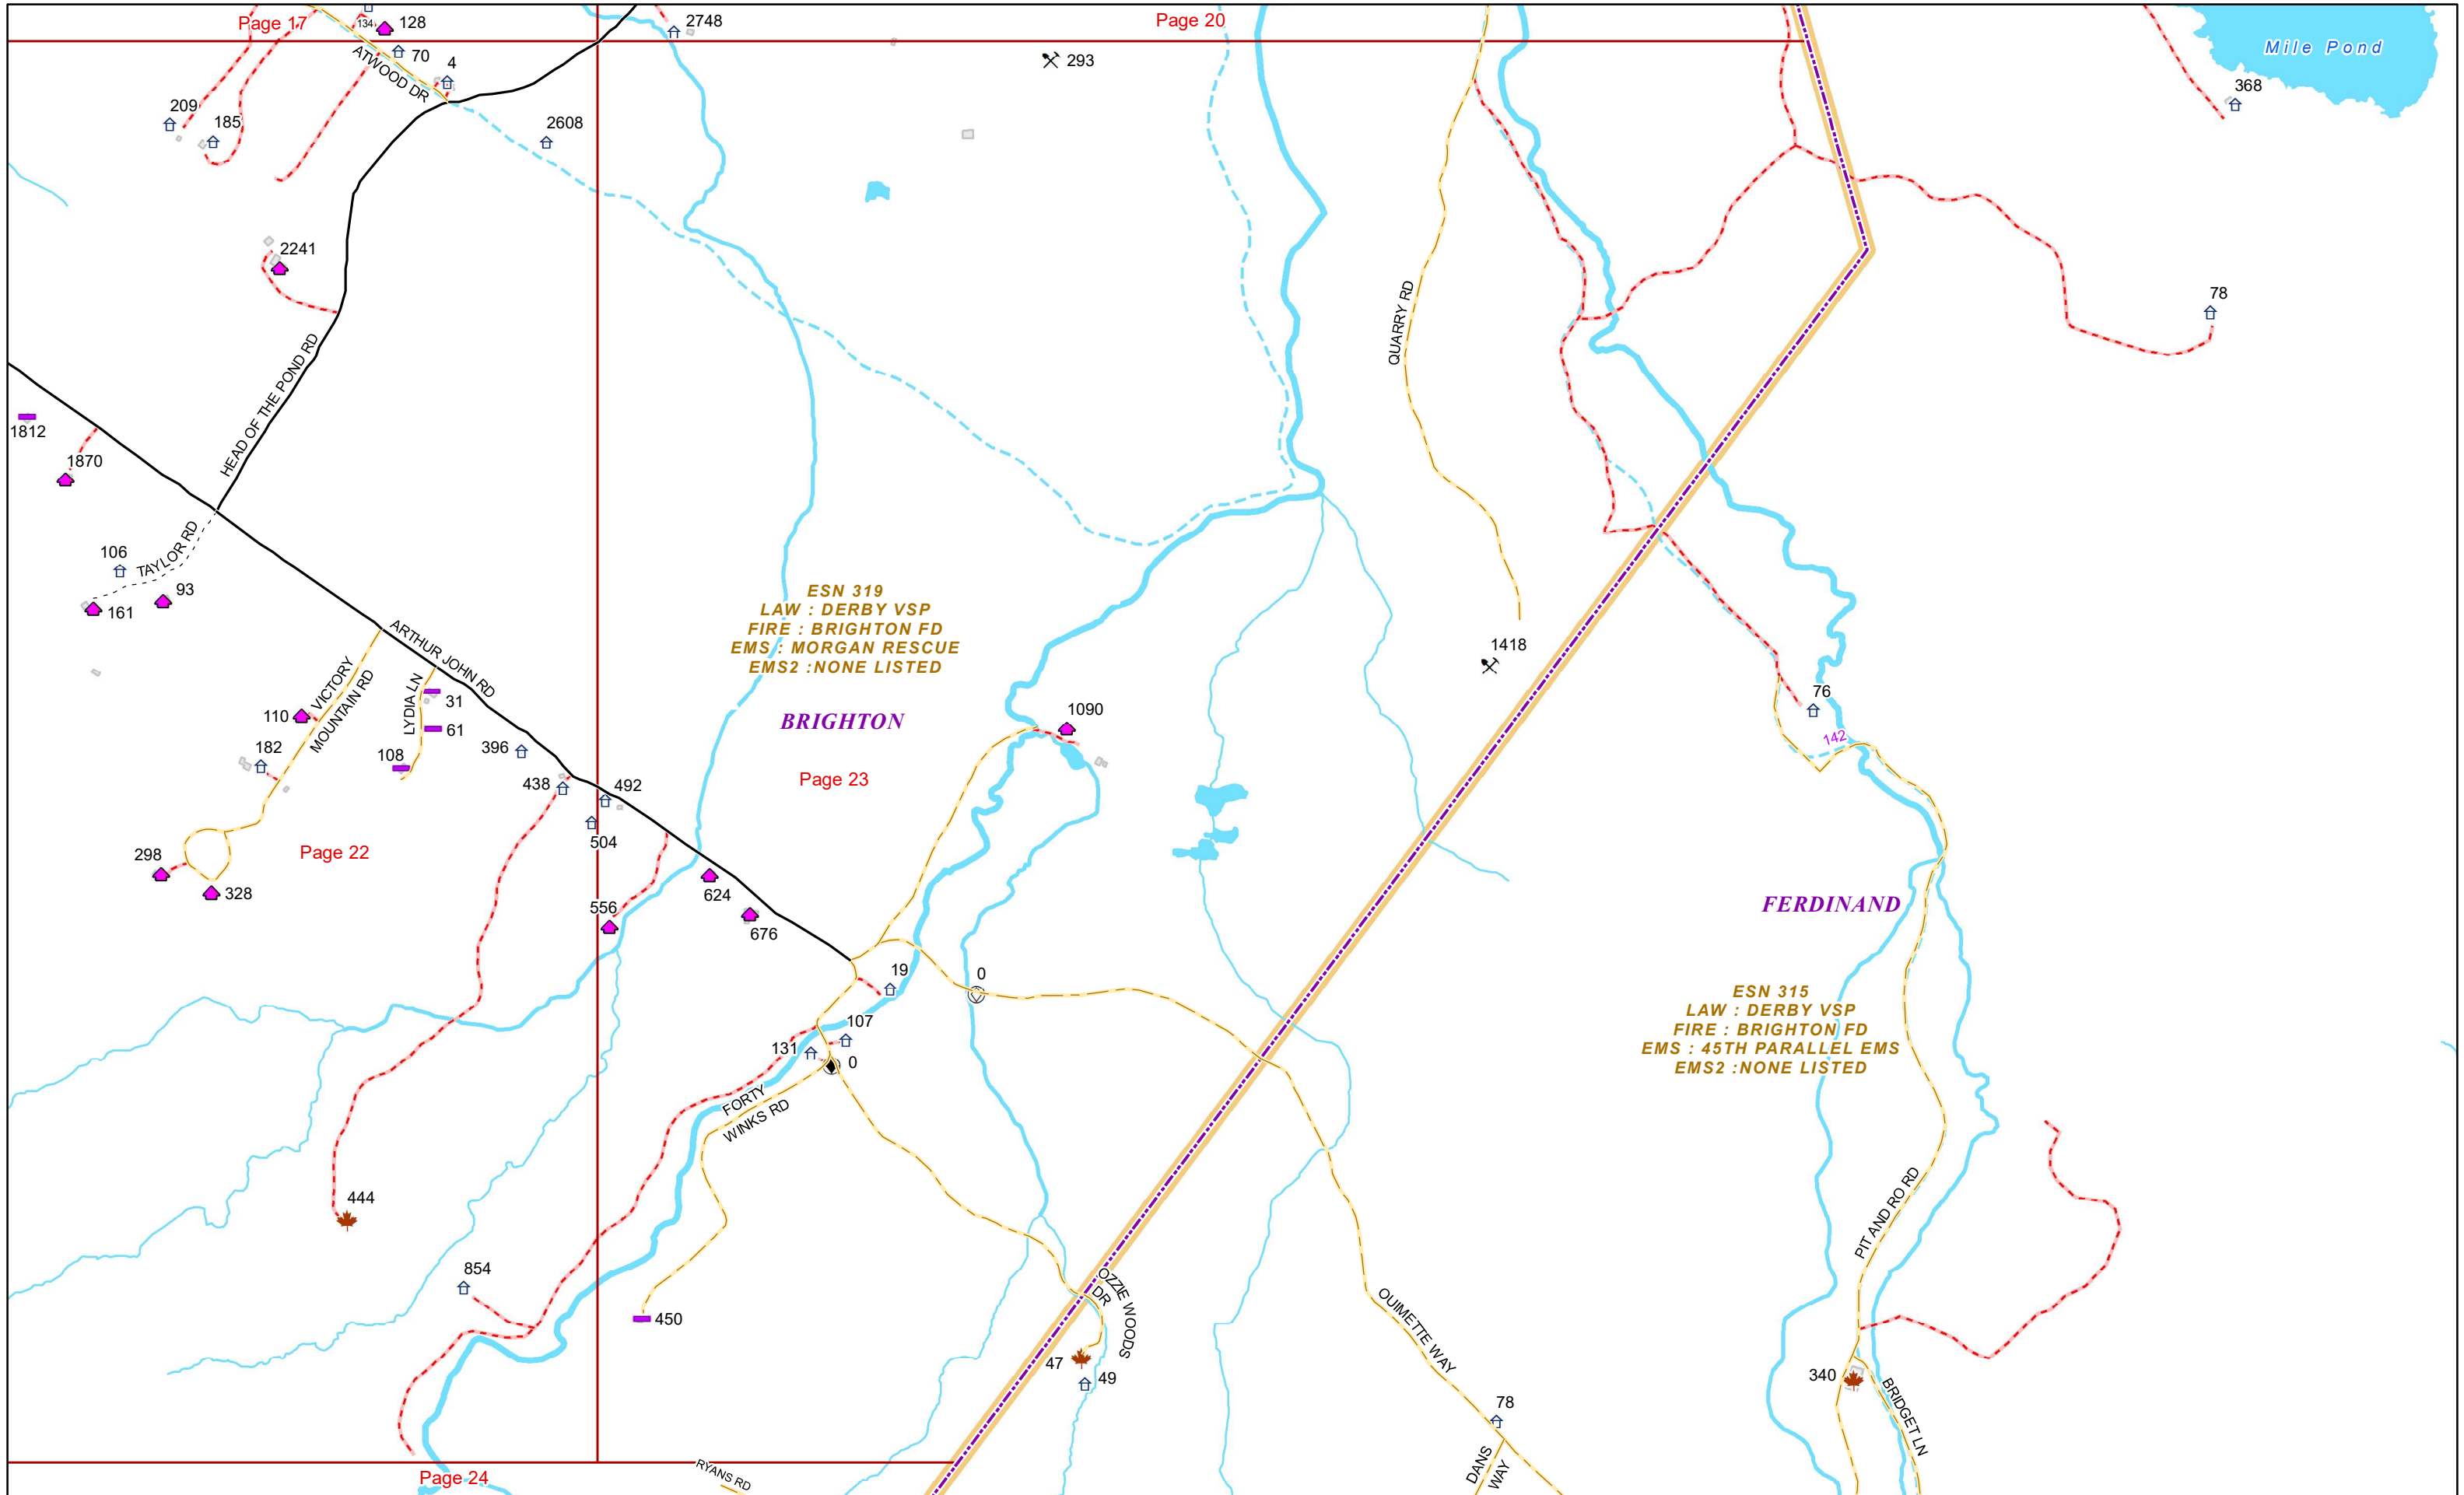 Page 17
134
128
2748
Page 20
Mile Pond
70
ATWOOD DR
4
293
368
209
185
2608
2241
78
HEAD OF THE POND RD
QUARRY RD
1812
1870
106
TAYLOR RD
93
161
ESN 319
LAW : DERBY VSP
FIRE : BRIGHTON FD
EMS : MORGAN RESCUE
EMS2 :NONE LISTED
ARTHUR JOHN RD
1418
VICTORY
MOUNTAIN RD
LYDIA LN
31
61
76
110
BRIGHTON
1090
142
182
108
396
438
492
Page 23
504
Page 22
298
328
556
624
676
FERDINAND
19
0
ESN 315
LAW : DERBY VSP
FIRE : BRIGHTON FD
EMS : 45TH PARALLEL EMS
EMS2 :NONE LISTED
107
131
0
FORTY
WINKS RD
444
PIT AND RO RD
854
OZZIE WOODS
DR
450
OUIMETTE WAY
47
49
340
BRIDGET LN
78
DANS
WAY
RYANS RD
Page 24